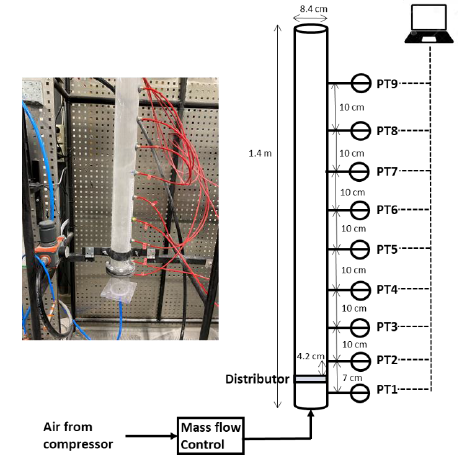 8.4 cm
PT9
10 cm
PT8
10 cm
1.4 m
PT7
10 cm
PT6
10 cm
PT5
10 cm
PT4
10 cm
PT3
10 cm
4.2 cm
PT2
Distributor
7 cm
PT1
Air from
compressor
Mass flow
Control